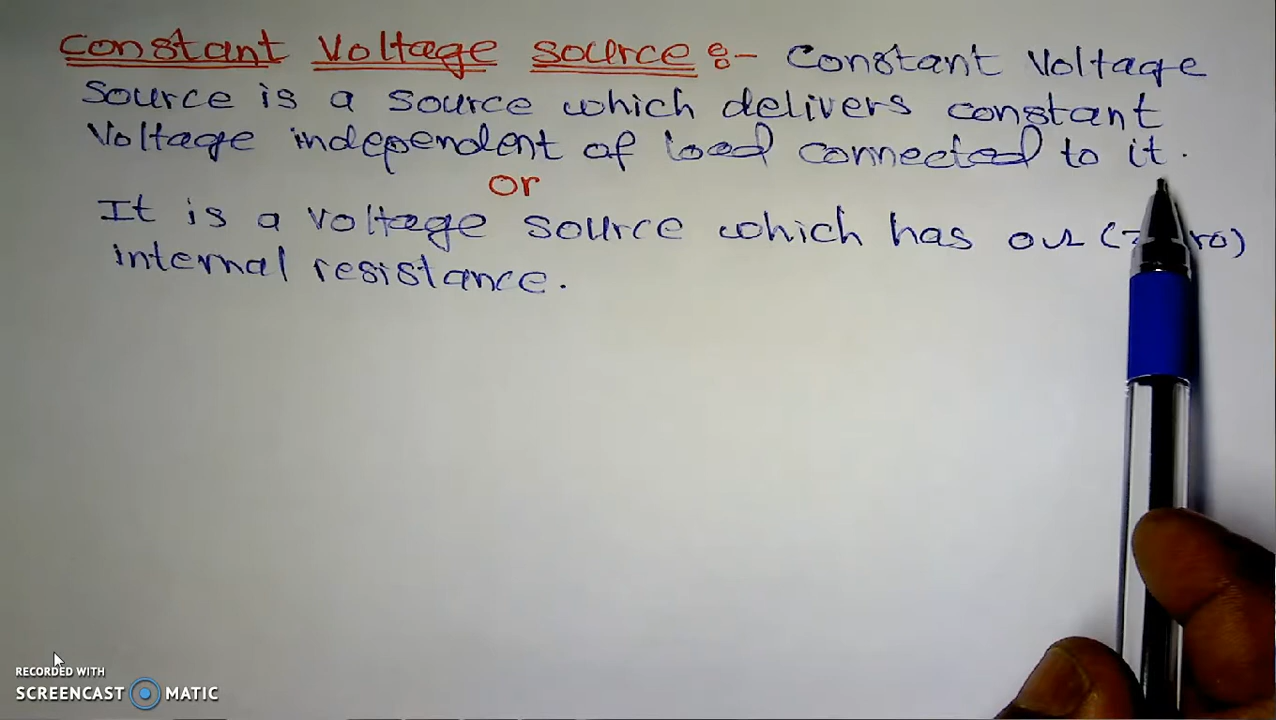 Constant Voltage Source :- Constant Voltage
Source is a source which delivers constant
Voltage independent of load connected to it.
or
It is a voltage source which has 0Ω (
internal resistance.
RECORDED WITH
SCREENCAST MATIC